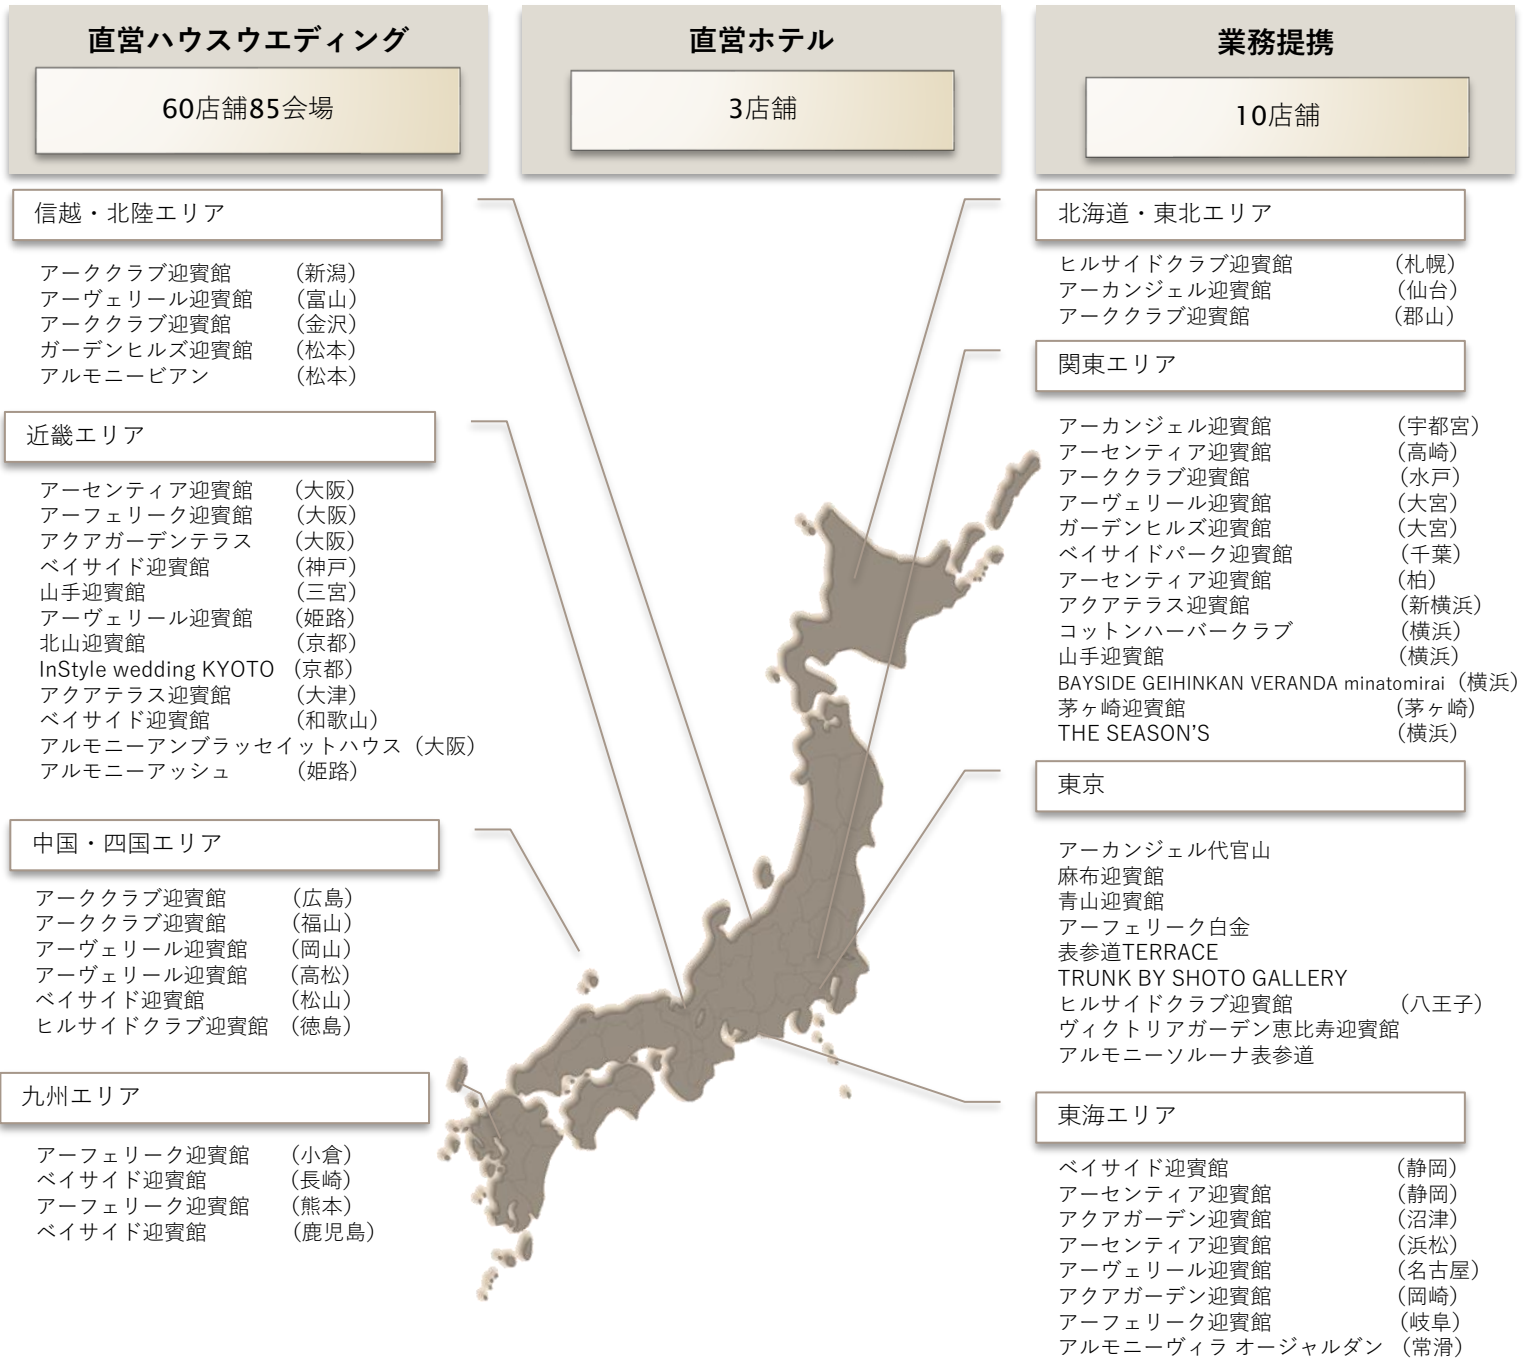 直営ハウスウエディング
60店舗85会場
直営ホテル
3店舗
業務提携
10店舗
信越・北陸エリア
アーククラブ迎賓館 （新潟）
アーヴェリール迎賓館 （富山）
アーククラブ迎賓館 （金沢）
ガーデンヒルズ迎賓館 （松本）
アルモニービアン （松本）
近畿エリア
アーセンティア迎賓館 （大阪）
アーフェリーク迎賓館 （大阪）
アクアガーデンテラス （大阪）
ベイサイド迎賓館 （神戸）
山手迎賓館 （三宮）
アーヴェリール迎賓館 （姫路）
北山迎賓館 （京都）
InStyle wedding KYOTO （京都）
アクアテラス迎賓館 （大津）
ベイサイド迎賓館 （和歌山）
アルモニーアンブラッセイットハウス（大阪）
アルモニーアッシュ （姫路）
中国・四国エリア
アーククラブ迎賓館 （広島）
アーククラブ迎賓館 （福山）
アーヴェリール迎賓館 （岡山）
アーヴェリール迎賓館 （高松）
ベイサイド迎賓館 （松山）
ヒルサイドクラブ迎賓館 （徳島）
九州エリア
アーフェリーク迎賓館 （小倉）
ベイサイド迎賓館 （長崎）
アーフェリーク迎賓館 （熊本）
ベイサイド迎賓館 （鹿児島）
北海道・東北エリア
ヒルサイドクラブ迎賓館 （札幌）
アーカンジェル迎賓館 （仙台）
アーククラブ迎賓館 （郡山）
関東エリア
アーカンジェル迎賓館 （宇都宮）
アーセンティア迎賓館 （高崎）
アーククラブ迎賓館 （水戸）
アーヴェリール迎賓館 （大宮）
ガーデンヒルズ迎賓館 （大宮）
ベイサイドパーク迎賓館 （千葉）
アーセンティア迎賓館 （柏）
アクアテラス迎賓館 （新横浜）
コットンハーバークラブ （横浜）
山手迎賓館 （横浜）
BAYSIDE GEIHINKAN VERANDA minatomirai （横浜）
茅ヶ崎迎賓館 （茅ヶ崎）
THE SEASON'S （横浜）
東京
アーカンジェル代官山
麻布迎賓館
青山迎賓館
アーフェリーク白金
表参道TERRACE
TRUNK BY SHOTO GALLERY
ヒルサイドクラブ迎賓館 （八王子）
ヴィクトリアガーデン恵比寿迎賓館
アルモニーソルーナ表参道
東海エリア
ベイサイド迎賓館 （静岡）
アーセンティア迎賓館 （静岡）
アクアガーデン迎賓館 （沼津）
アーセンティア迎賓館 （浜松）
アーヴェリール迎賓館 （名古屋）
アクアガーデン迎賓館 （岡崎）
アーフェリーク迎賓館 （岐阜）
アルモニーヴィラ オージャルダン （常滑）